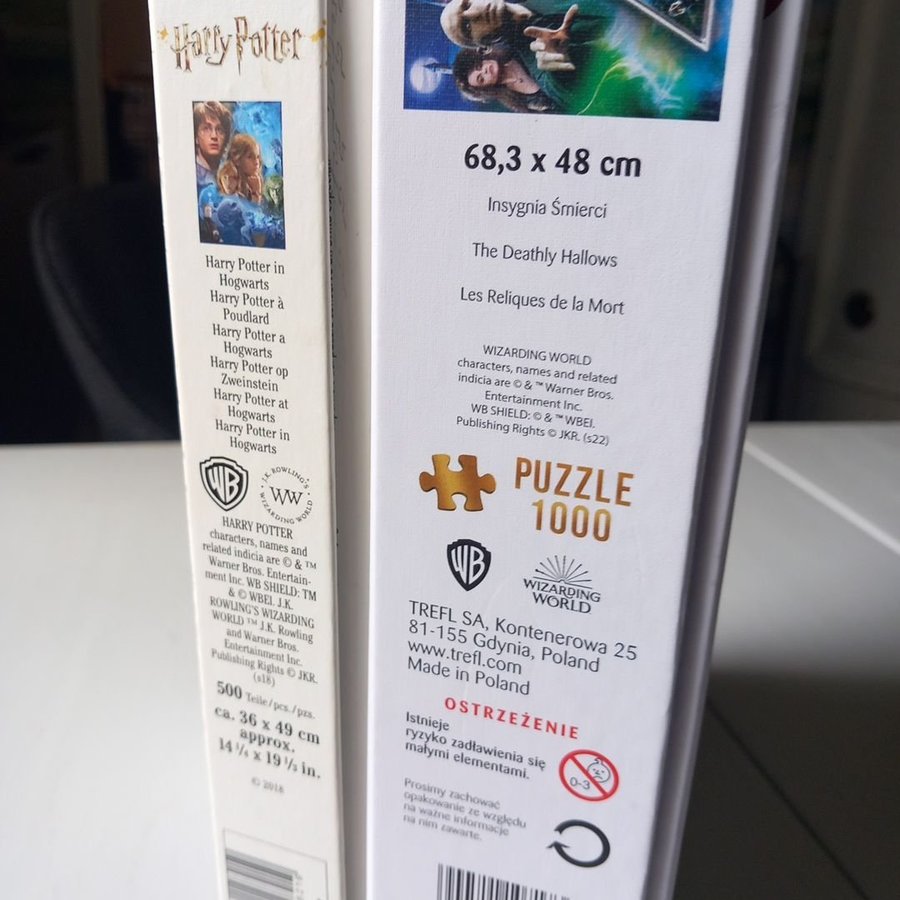 Harry Potter
Harry Potter in
Hogwarts
Harry Potter à
Poudlard
Harry Potter a
Hogwarts
Harry Potter op
Zweinstein
Harry Potter at
Hogwarts
Harry Potter in
Hogwarts
WB
J.K. ROWLING'S
WW
WIZARDING WORLD
HARRY POTTER
characters, names and
related indicia are © & ™
Warner Bros. Entertain-
ment Inc. WB SHIELD: TM
& © WBEI. J.K.
ROWLING'S WIZARDING
WORLD ™ J.K. Rowling
and Warner Bros.
Entertainment Inc.
Publishing Rights © JKR.
(s18)
500 Teile/pcs./pzs.
ca. 36 x 49 cm
approx.
© 2018
68,3 x 48 cm
Insygnia Śmierci
The Deathly Hallows
Les Reliques de la Mort
WIZARDING WORLD
characters, names and related
indicia are © & ™ Warner Bros.
Entertainment Inc.
WB SHIELD: © & ™ WBEI.
Publishing Rights © JKR. (s22)
PUZZLE
1000
WB
WIZARDING
WORLD
TREFL SA, Kontenerowa 25
81-155 Gdynia, Poland
www.trefl.com
Made in Poland
OSTRZEŻENIE
Istnieje
ryzyko zadławienia się
małymi elementami.
0-3
Prosimy zachować
opakowanie ze względu
na ważne informacje
na nim zawarte.